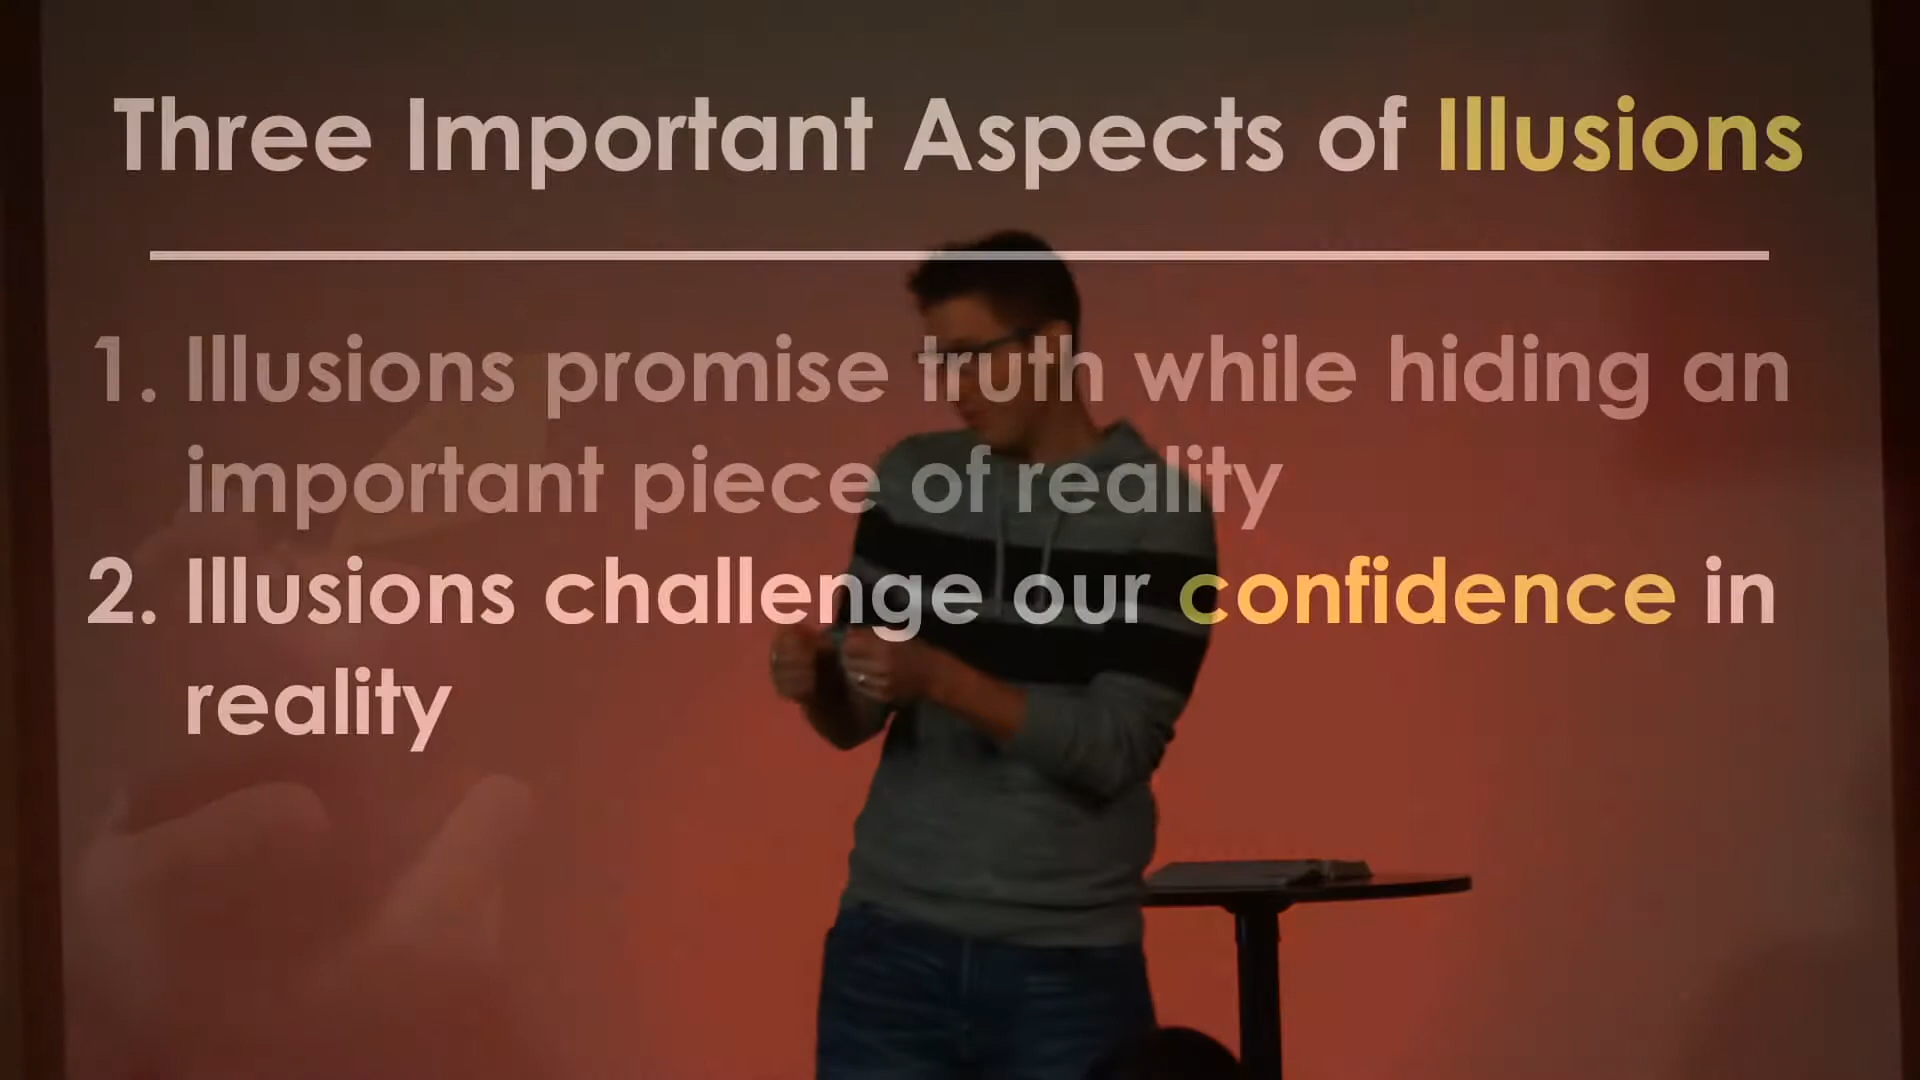 Three Important Aspects of Illusions
1. Illusions promise truth while hiding an
important piece of reality
2. Illusions challenge our confidence in
reality